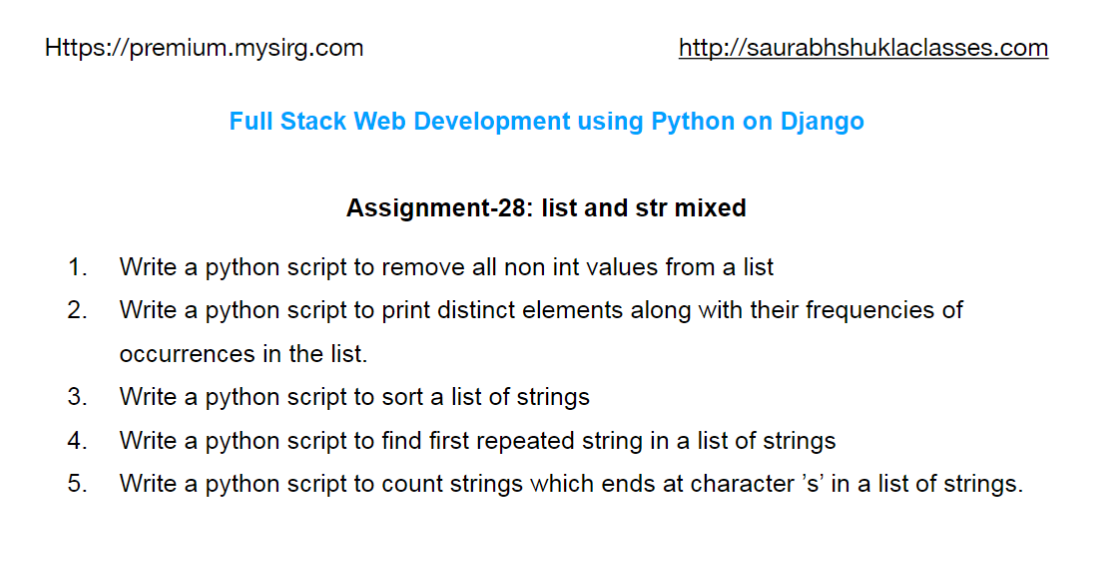 Https://premium.mysirg.com http://saurabhshuklaclasses.com
Full Stack Web Development using Python on Django
Assignment-28: list and str mixed
1. Write a python script to remove all non int values from a list
2. Write a python script to print distinct elements along with their frequencies of
occurrences in the list.
3. Write a python script to sort a list of strings
4. Write a python script to find first repeated string in a list of strings
5. Write a python script to count strings which ends at character ’s’ in a list of strings.